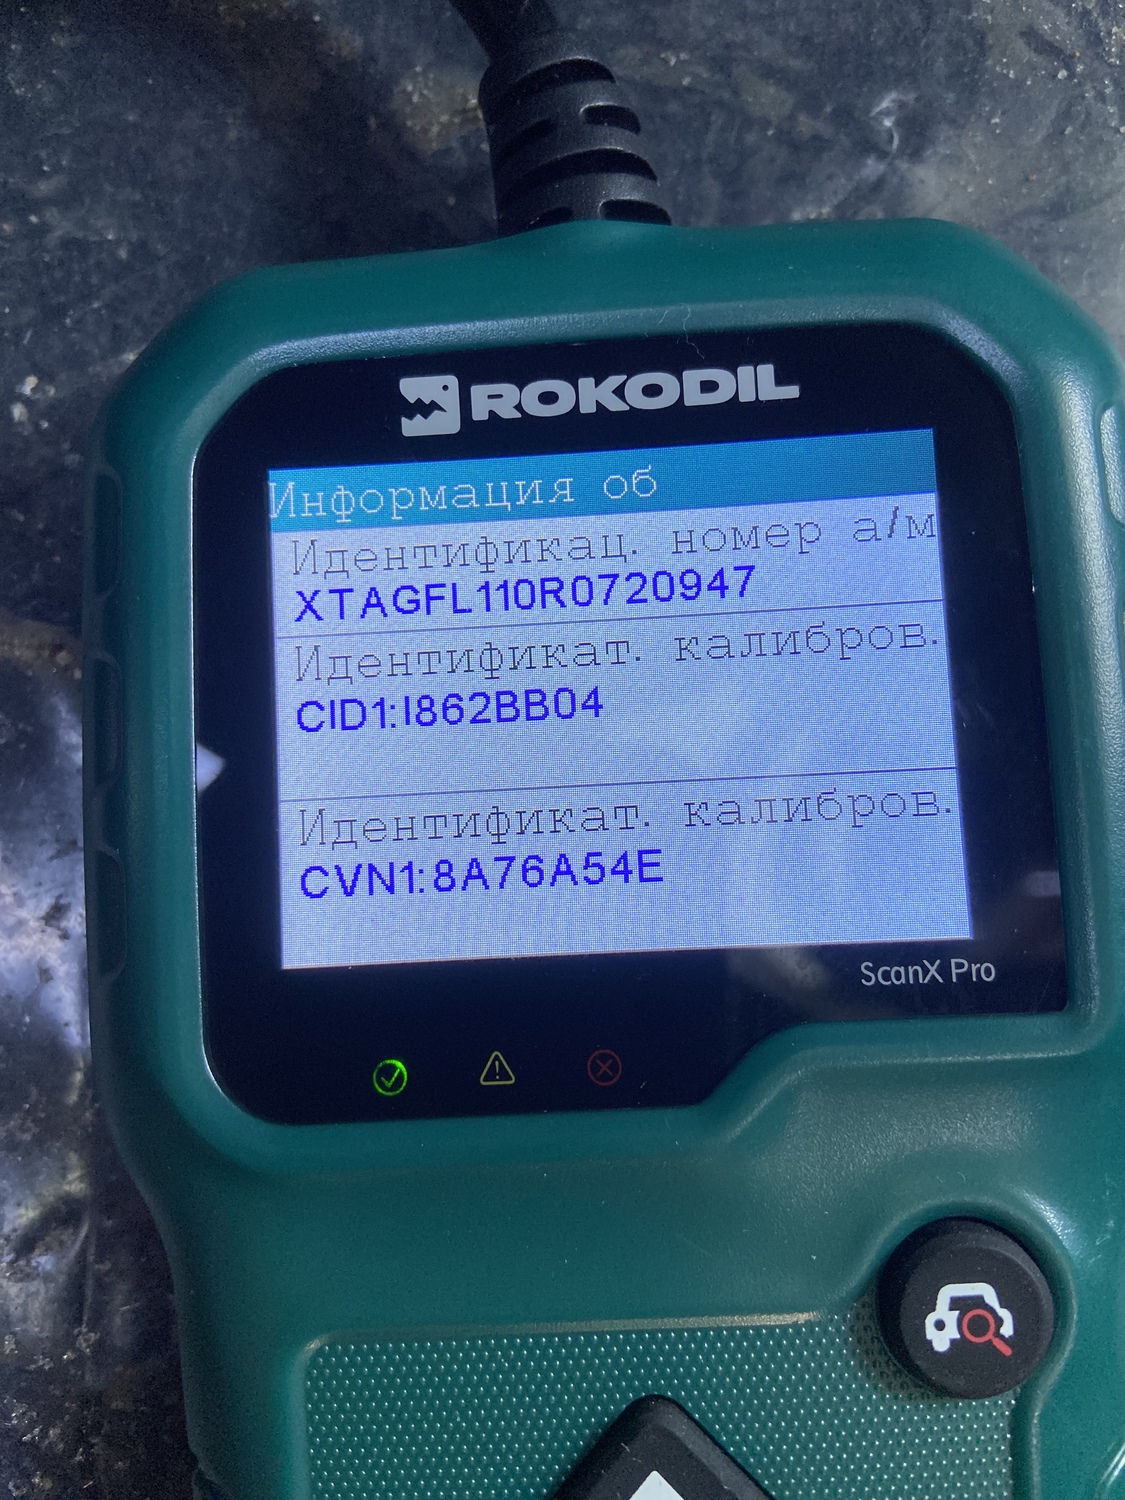 ROKODIL
Информация об
Идентификац. номер а/м
XTAGFL110R0720947
Идентификат. калибров.
CID1:I862BB04
Идентификат. калибров.
CVN1:8A76A54E
ScanX Pro